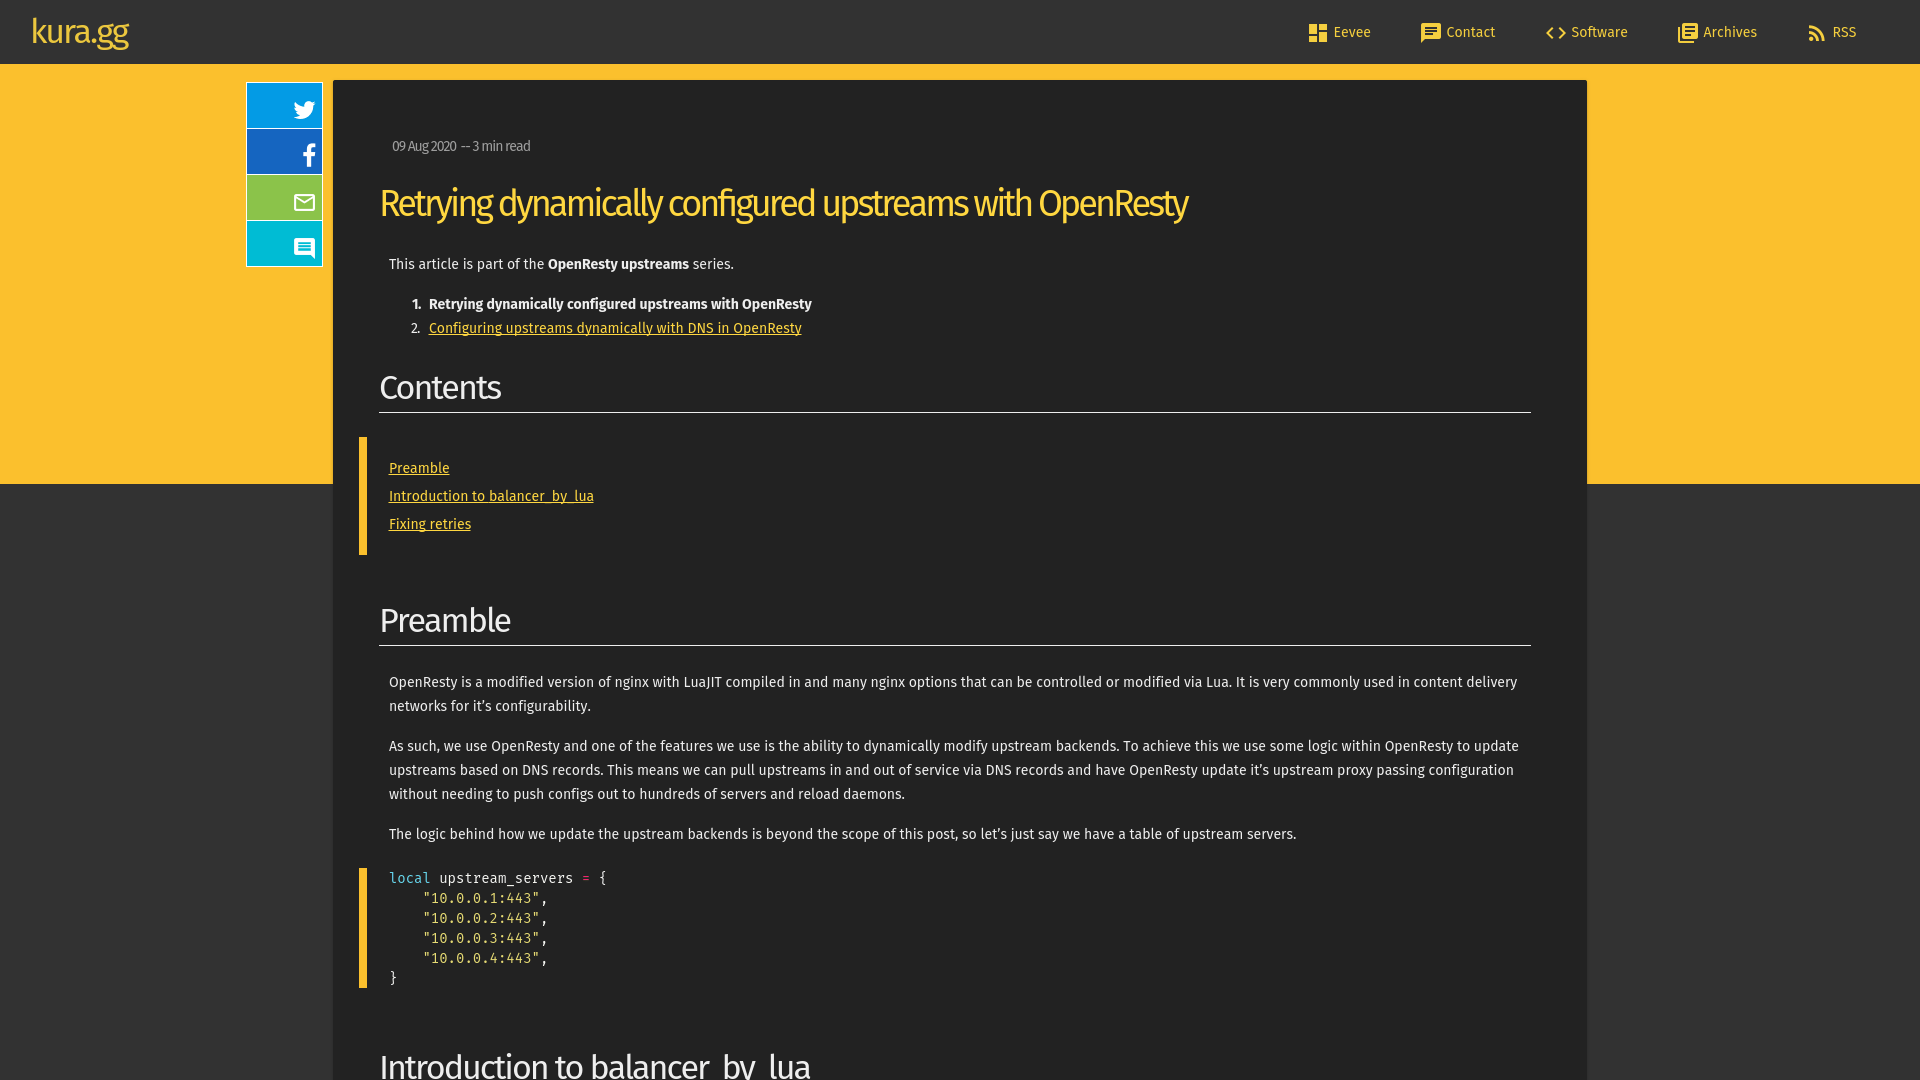 kura.gg
Eevee
Contact
Software
Archives
RSS
09 Aug 2020 -- 3 min read
Retrying dynamically configured upstreams with OpenResty
This article is part of the OpenResty upstreams series.
1. Retrying dynamically configured upstreams with OpenResty
2. Configuring upstreams dynamically with DNS in OpenResty
Contents
Preamble
Introduction to balancer_by_lua
Fixing retries
Preamble
OpenResty is a modified version of nginx with LuaJIT compiled in and many nginx options that can be controlled or modified via Lua. It is very commonly used in content delivery
networks for it’s configurability.
As such, we use OpenResty and one of the features we use is the ability to dynamically modify upstream backends. To achieve this we use some logic within OpenResty to update
upstreams based on DNS records. This means we can pull upstreams in and out of service via DNS records and have OpenResty update it’s upstream proxy passing configuration
without needing to push configs out to hundreds of servers and reload daemons.
The logic behind how we update the upstream backends is beyond the scope of this post, so let’s just say we have a table of upstream servers.
local upstream_servers = {
    "10.0.0.1:443",
    "10.0.0.2:443",
    "10.0.0.3:443",
    "10.0.0.4:443",
}
Introduction to balancer_by_lua